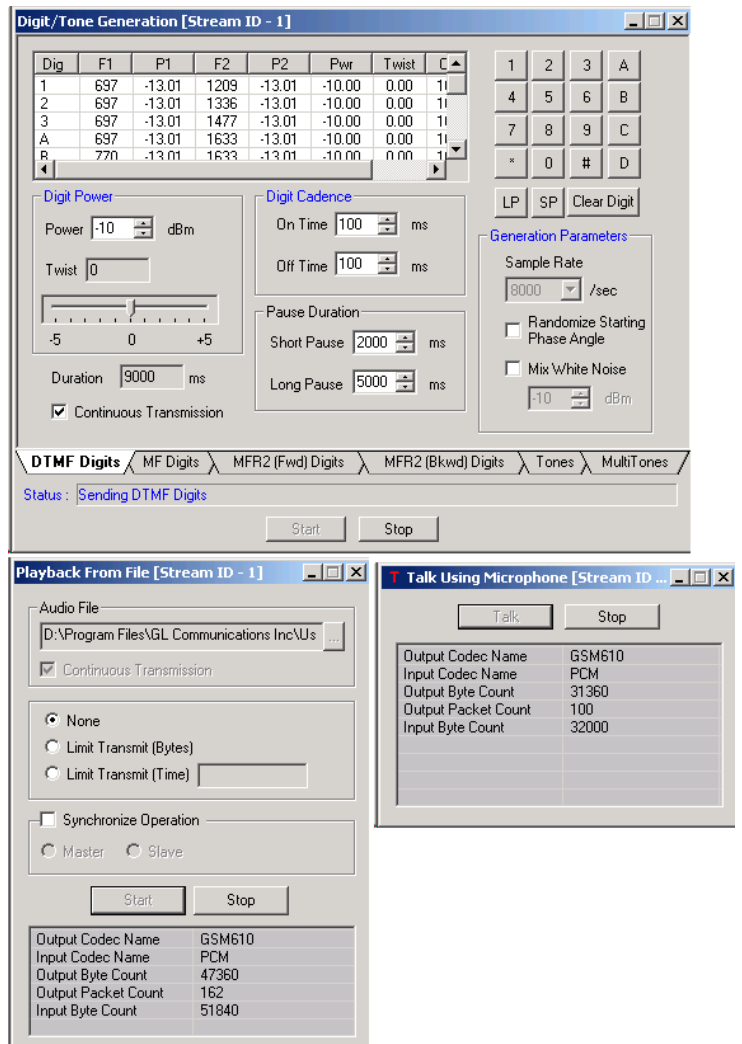 Digit/Tone Generation [Stream ID - 1]
Dig F1 P1 F2 P2 Pwr Twist
1 697 -13.01 1209 -13.01 -10.00 0.00
2 697 -13.01 1336 -13.01 -10.00 0.00
3 697 -13.01 1477 -13.01 -10.00 0.00
A 697 -13.01 1633 -13.01 -10.00 0.00
B 770 -13.01 1633 -13.01 -10.00 0.00
1 2 3 A
4 5 6 B
7 8 9 C
* 0 # D
LP SP Clear Digit
Digit Power
Power -10 dBm
Twist 0
-5 0 +5
Duration 9000 ms
Continuous Transmission
Digit Cadence
On Time 100 ms
Off Time 100 ms
Pause Duration
Short Pause 2000 ms
Long Pause 5000 ms
Generation Parameters
Sample Rate
8000 /sec
Randomize Starting
Phase Angle
Mix White Noise
-10 dBm
DTMF Digits MF Digits MFR2 (Fwd) Digits MFR2 (Bkwd) Digits Tones MultiTones
Status : Sending DTMF Digits
Start Stop
Playback From File [Stream ID - 1]
Audio File
D:\Program Files\GL Communications Inc\Us ...
Continuous Transmission
None
Limit Transmit (Bytes)
Limit Transmit (Time)
Synchronize Operation
Master Slave
Start Stop
Output Codec Name GSM610
Input Codec Name PCM
Output Byte Count 47360
Output Packet Count 162
Input Byte Count 51840
T Talk Using Microphone [Stream ID ...
Talk Stop
Output Codec Name GSM610
Input Codec Name PCM
Output Byte Count 31360
Output Packet Count 100
Input Byte Count 32000